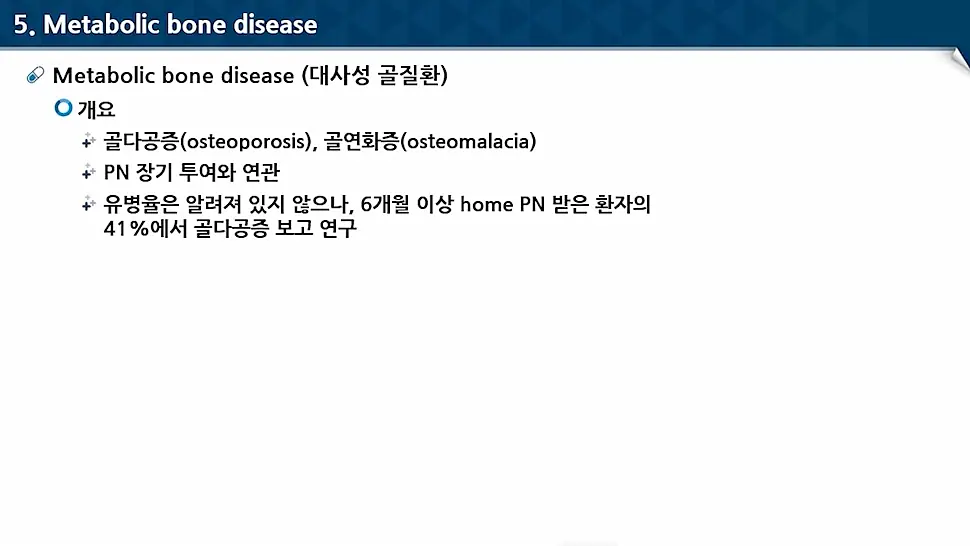 5. Metabolic bone disease
Metabolic bone disease (대사성 골질환)
개요
골다공증(osteoporosis), 골연화증(osteomalacia)
PN 장기 투여와 연관
유병율은 알려져 있지 않으나, 6개월 이상 home PN 받은 환자의
41%에서 골다공증 보고 연구